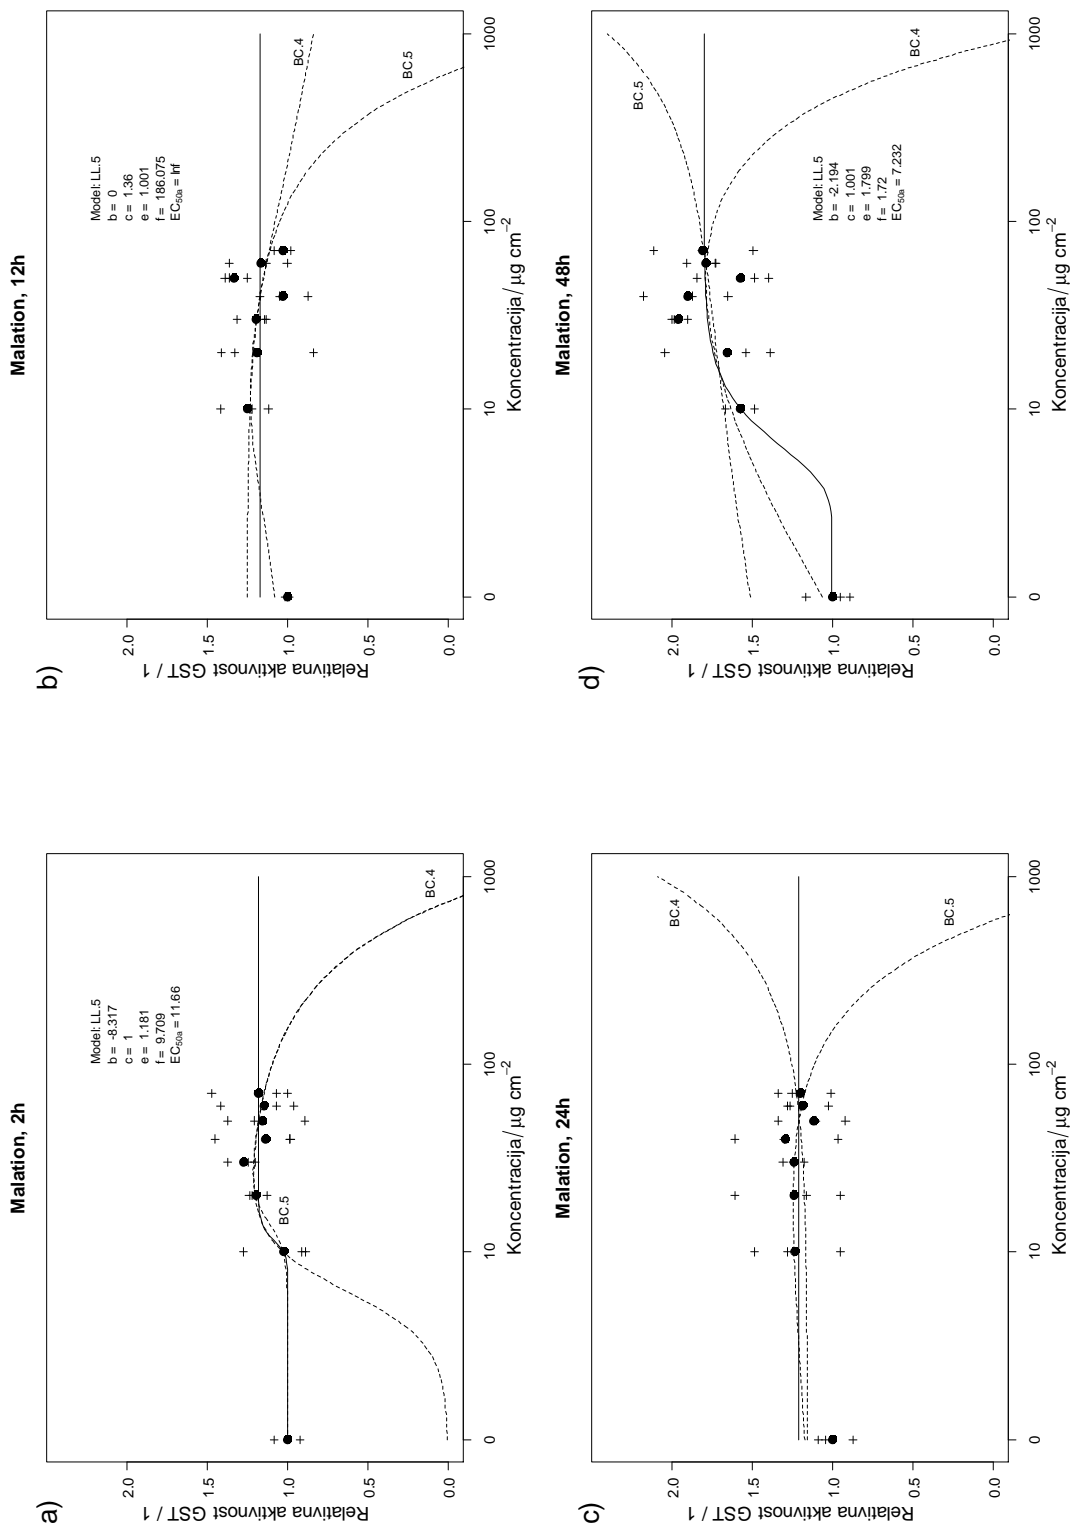 a)
Malation, 2h
Relativna aktivnost GST / 1
2.0
1.5
1.0
0.5
0.0
Model: LL.5
b = -8.317
c = 1
e = 1.181
f = 9.709
EC50a = 11.66
BC.5
BC.4
0
10
100
1000
Koncentracija/µg cm−2
b)
Malation, 12h
Relativna aktivnost GST / 1
2.0
1.5
1.0
0.5
0.0
Model: LL.5
b = 0
c = 1.36
e = 1.001
f = 186.075
EC50a = Inf
BC.4
BC.5
0
10
100
1000
Koncentracija/µg cm−2
c)
Malation, 24h
Relativna aktivnost GST / 1
2.0
1.5
1.0
0.5
0.0
BC.4
BC.5
0
10
100
1000
Koncentracija/µg cm−2
d)
Malation, 48h
Relativna aktivnost GST / 1
2.0
1.5
1.0
0.5
0.0
BC.5
Model: LL.5
b = -2.194
c = 1.001
e = 1.799
f = 1.72
EC50a = 7.232
BC.4
0
10
100
1000
Koncentracija/µg cm−2